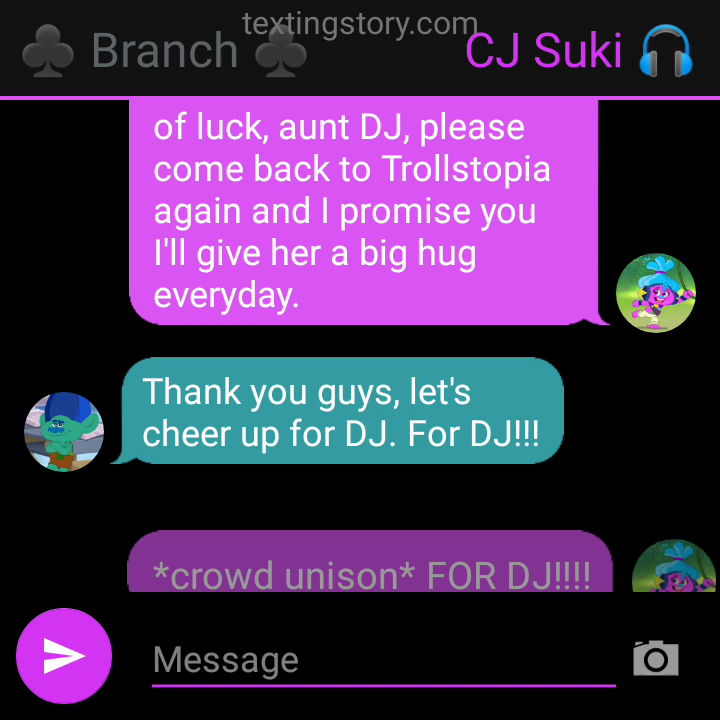 textingstory.com
♣ Branch ♣ CJ Suki 🎧
of luck, aunt DJ, please
come back to Trollstopia
again and I promise you
I'll give her a big hug
everyday.
Thank you guys, let's
cheer up for DJ. For DJ!!!
*crowd unison* FOR DJ!!!!
Message